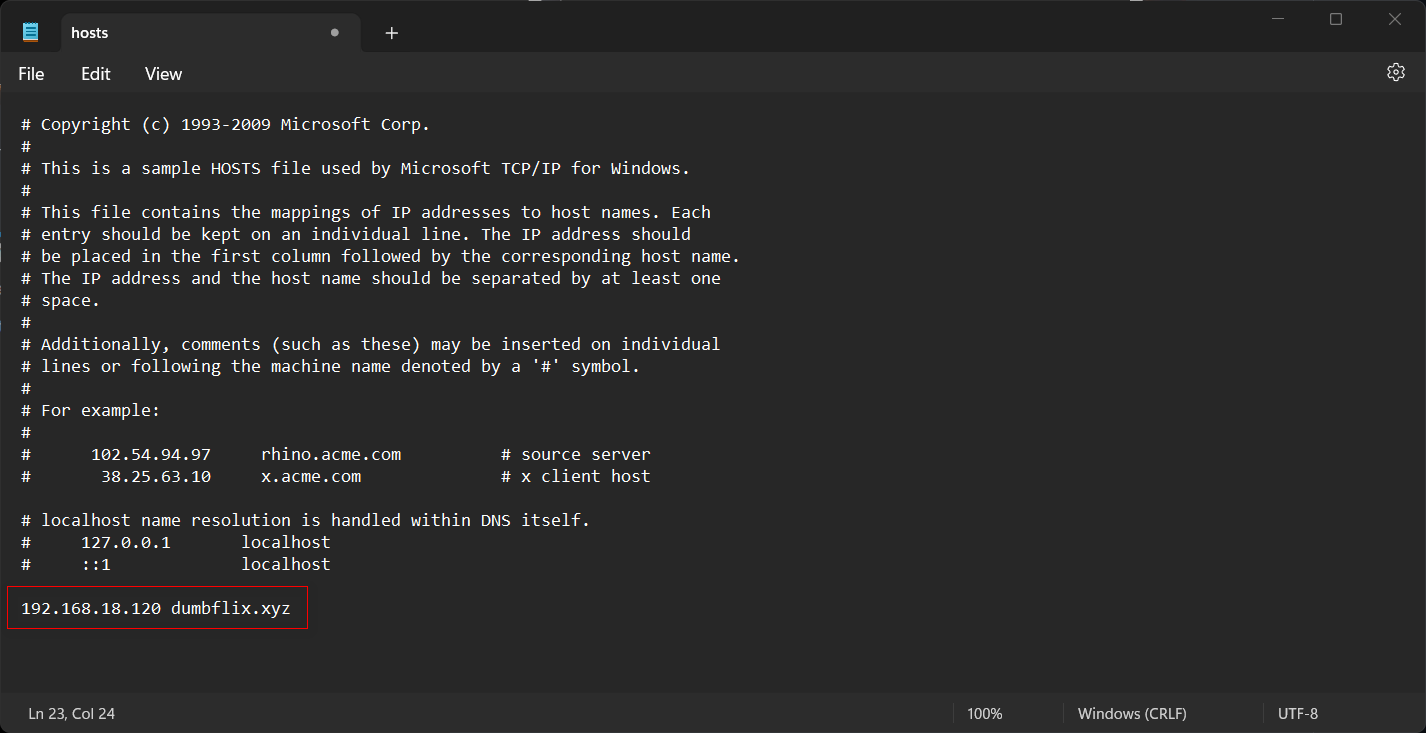 hosts
File Edit View
# Copyright (c) 1993-2009 Microsoft Corp.
#
# This is a sample HOSTS file used by Microsoft TCP/IP for Windows.
#
# This file contains the mappings of IP addresses to host names. Each
# entry should be kept on an individual line. The IP address should
# be placed in the first column followed by the corresponding host name.
# The IP address and the host name should be separated by at least one
# space.
#
# Additionally, comments (such as these) may be inserted on individual
# lines or following the machine name denoted by a '#' symbol.
#
# For example:
#
#      102.54.94.97     rhino.acme.com          # source server
#       38.25.63.10     x.acme.com              # x client host
# localhost name resolution is handled within DNS itself.
#     127.0.0.1       localhost
#     ::1             localhost
192.168.18.120 dumbflix.xyz
Ln 23, Col 24 100% Windows (CRLF) UTF-8